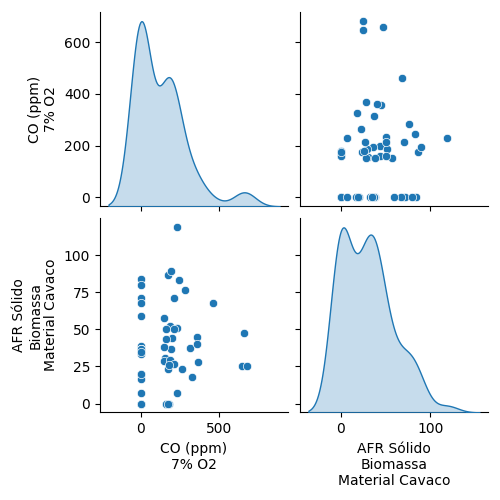 600
400
200
0
CO (ppm)
7% O2
100
75
50
25
0
AFR Sólido
Biomassa
Material Cavaco
0
500
CO (ppm)
7% O2
0
100
AFR Sólido
Biomassa
Material Cavaco